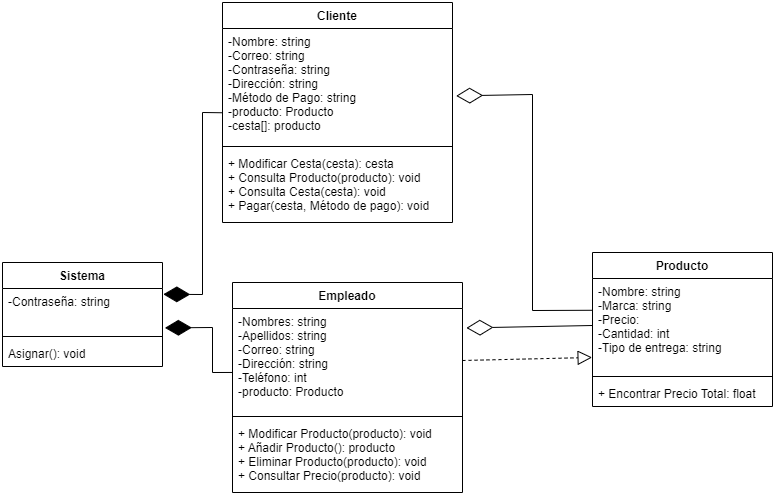 Cliente
-Nombre: string
-Correo: string
-Contraseña: string
-Dirección: string
-Método de Pago: string
-producto: Producto
-cesta[]: producto
+ Modificar Cesta(cesta): cesta
+ Consulta Producto(producto): void
+ Consulta Cesta(cesta): void
+ Pagar(cesta, Método de pago): void
Sistema
-Contraseña: string
Asignar(): void
Empleado
-Nombres: string
-Apellidos: string
-Correo: string
-Dirección: string
-Teléfono: int
-producto: Producto
+ Modificar Producto(producto): void
+ Añadir Producto(): producto
+ Eliminar Producto(producto): void
+ Consultar Precio(producto): void
Producto
-Nombre: string
-Marca: string
-Precio:
-Cantidad: int
-Tipo de entrega: string
+ Encontrar Precio Total: float